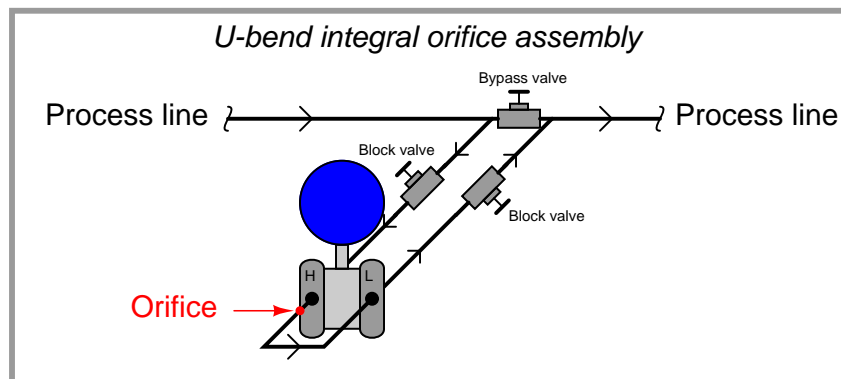 U-bend integral orifice assembly
Bypass valve
Process line
Process line
Block valve
Block valve
H
L
Orifice